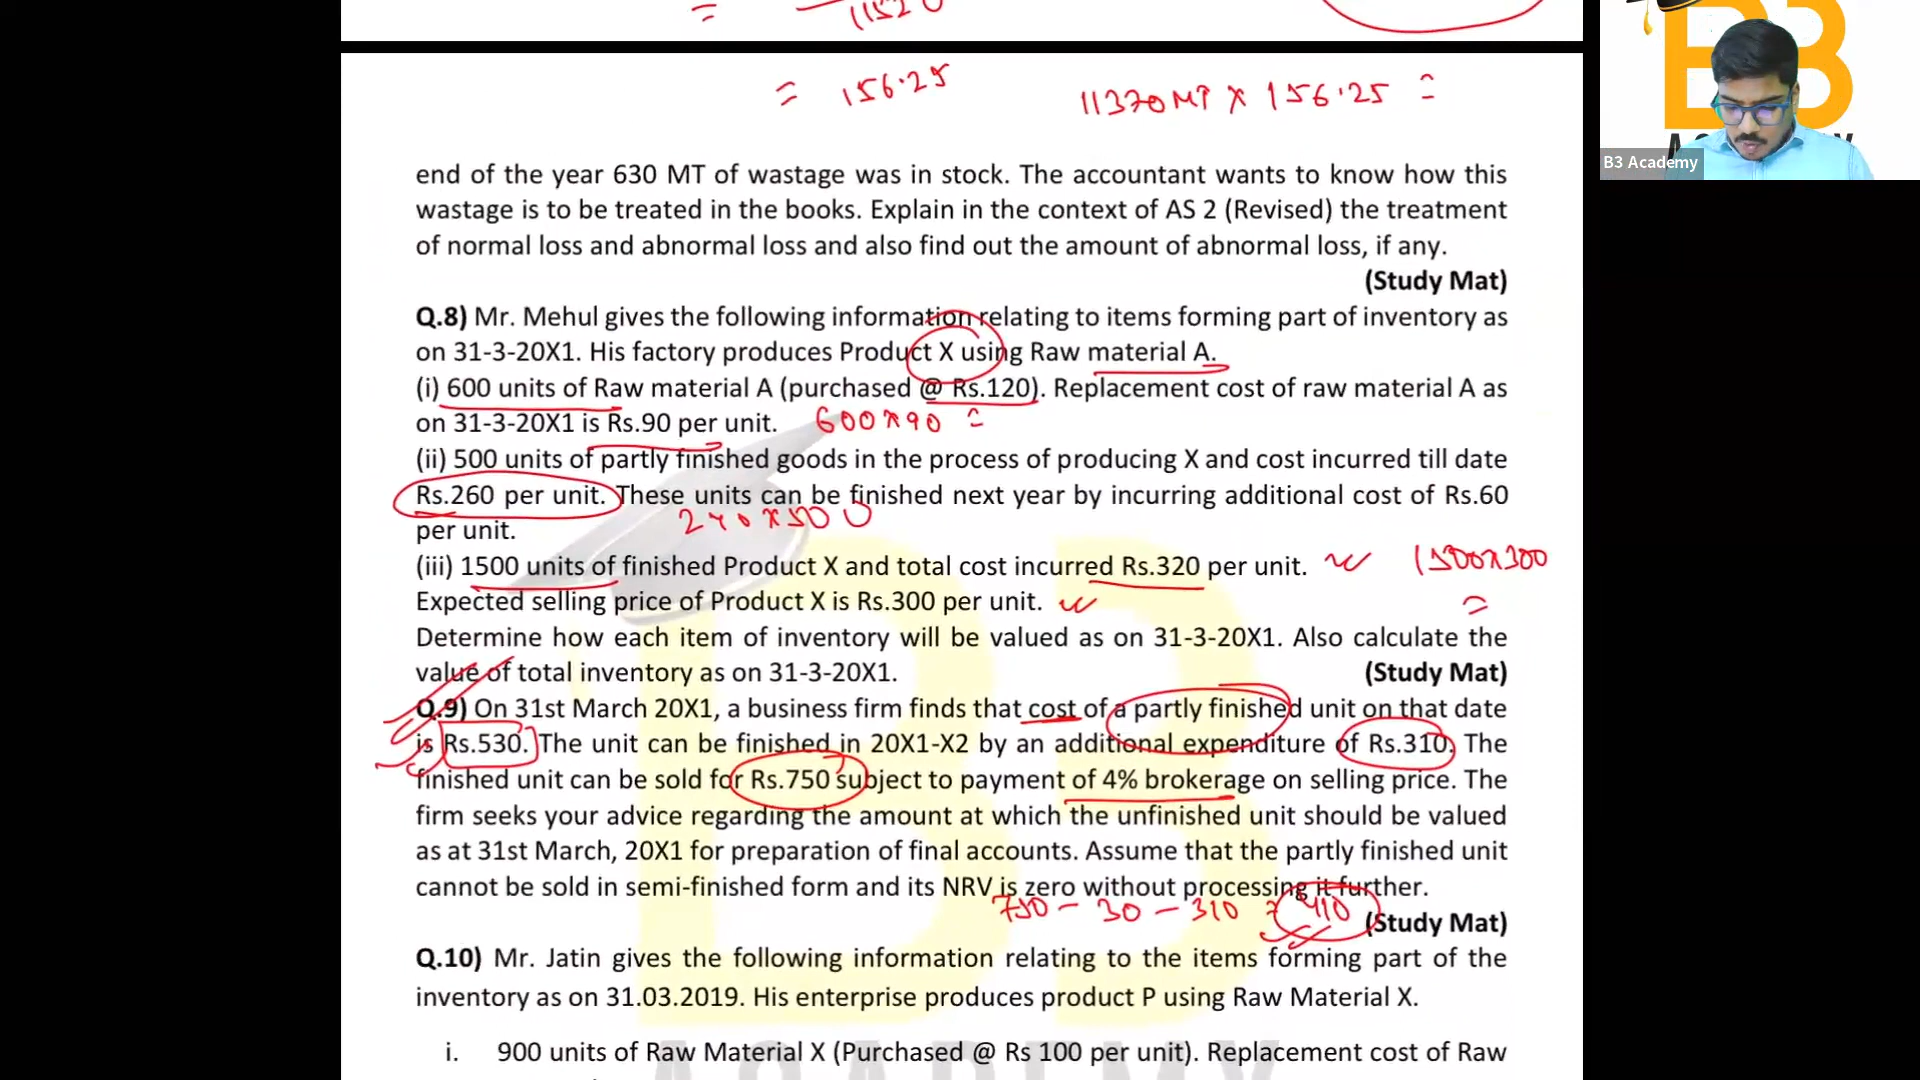 = 11520
= 156.25 11370 MT x 156.25 =
B3 Academy
end of the year 630 MT of wastage was in stock. The accountant wants to know how this
wastage is to be treated in the books. Explain in the context of AS 2 (Revised) the treatment
of normal loss and abnormal loss and also find out the amount of abnormal loss, if any.
(Study Mat)
Q.8) Mr. Mehul gives the following information relating to items forming part of inventory as
on 31-3-20X1. His factory produces Product X using Raw material A.
(i) 600 units of Raw material A (purchased @ Rs.120). Replacement cost of raw material A as
on 31-3-20X1 is Rs.90 per unit. 600x90 =
(ii) 500 units of partly finished goods in the process of producing X and cost incurred till date
Rs.260 per unit. These units can be finished next year by incurring additional cost of Rs.60
per unit. 240x500
(iii) 1500 units of finished Product X and total cost incurred Rs.320 per unit. 1500x300
Expected selling price of Product X is Rs.300 per unit. =
Determine how each item of inventory will be valued as on 31-3-20X1. Also calculate the
value of total inventory as on 31-3-20X1. (Study Mat)
Q.9) On 31st March 20X1, a business firm finds that cost of a partly finished unit on that date
is Rs.530. The unit can be finished in 20X1-X2 by an additional expenditure of Rs.310. The
finished unit can be sold for Rs.750 subject to payment of 4% brokerage on selling price. The
firm seeks your advice regarding the amount at which the unfinished unit should be valued
as at 31st March, 20X1 for preparation of final accounts. Assume that the partly finished unit
cannot be sold in semi-finished form and its NRV is zero without processing it further.
750 - 30 - 310 = 410
(Study Mat)
Q.10) Mr. Jatin gives the following information relating to the items forming part of the
inventory as on 31.03.2019. His enterprise produces product P using Raw Material X.
i. 900 units of Raw Material X (Purchased @ Rs 100 per unit). Replacement cost of Raw